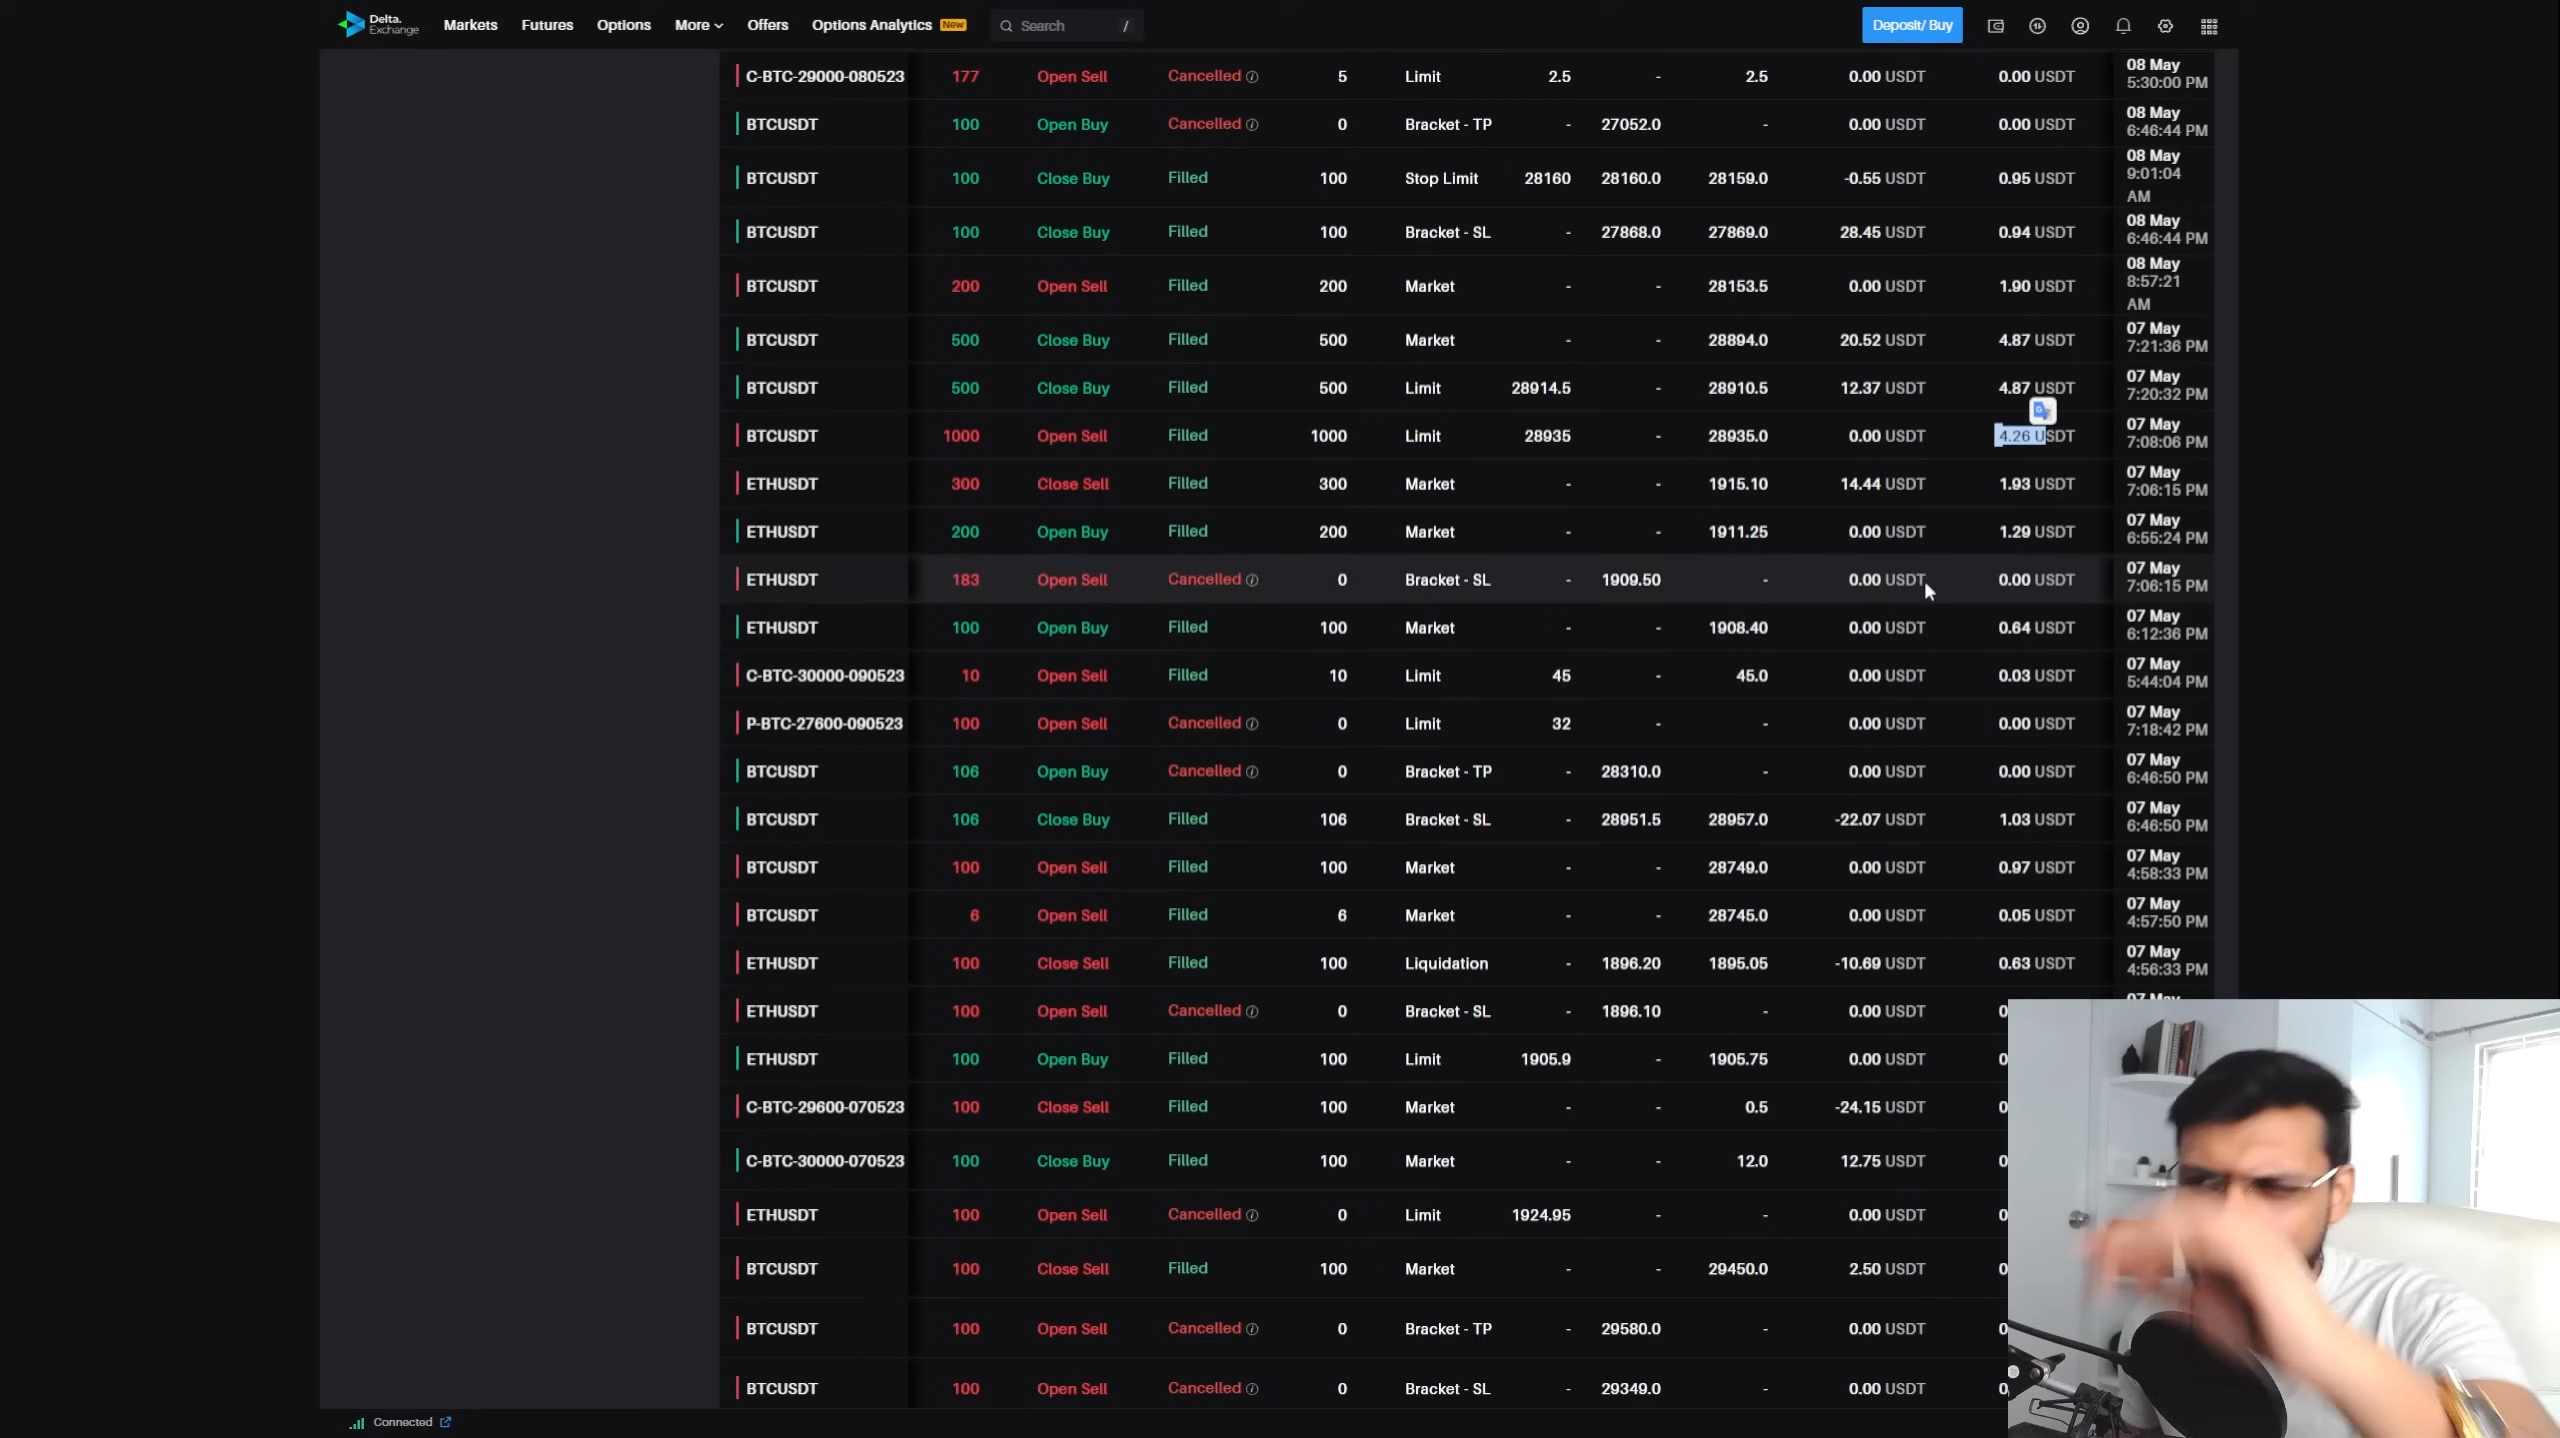 Delta. Exchange Markets Futures Options More Offers Options Analytics New Search / Deposit/ Buy
C-BTC-29000-080523 177 Open Sell Cancelled 5 Limit 2.5 - 2.5 0.00 USDT 0.00 USDT 08 May 5:30:00 PM
BTCUSDT 100 Open Buy Cancelled 0 Bracket - TP - 27052.0 - 0.00 USDT 0.00 USDT 08 May 6:46:44 PM
BTCUSDT 100 Close Buy Filled 100 Stop Limit 28160 28160.0 28159.0 -0.55 USDT 0.95 USDT 08 May 9:01:04 AM
BTCUSDT 100 Close Buy Filled 100 Bracket - SL - 27868.0 27869.0 28.45 USDT 0.94 USDT 08 May 6:46:44 PM
BTCUSDT 200 Open Sell Filled 200 Market - - 28153.5 0.00 USDT 1.90 USDT 08 May 8:57:21 AM
BTCUSDT 500 Close Buy Filled 500 Market - - 28894.0 20.52 USDT 4.87 USDT 07 May 7:21:36 PM
BTCUSDT 500 Close Buy Filled 500 Limit 28914.5 - 28910.5 12.37 USDT 4.87 USDT 07 May 7:20:32 PM
BTCUSDT 1000 Open Sell Filled 1000 Limit 28935 - 28935.0 0.00 USDT 4.26 USDT 07 May 7:08:06 PM
ETHUSDT 300 Close Sell Filled 300 Market - - 1915.10 14.44 USDT 1.93 USDT 07 May 7:06:15 PM
ETHUSDT 200 Open Buy Filled 200 Market - - 1911.25 0.00 USDT 1.29 USDT 07 May 6:55:24 PM
ETHUSDT 183 Open Sell Cancelled 0 Bracket - SL - 1909.50 - 0.00 USDT 0.00 USDT 07 May 7:06:15 PM
ETHUSDT 100 Open Buy Filled 100 Market - - 1908.40 0.00 USDT 0.64 USDT 07 May 6:12:36 PM
C-BTC-30000-090523 10 Open Sell Filled 10 Limit 45 - 45.0 0.00 USDT 0.03 USDT 07 May 5:44:04 PM
P-BTC-27600-090523 100 Open Sell Cancelled 0 Limit 32 - - 0.00 USDT 0.00 USDT 07 May 7:18:42 PM
BTCUSDT 106 Open Buy Cancelled 0 Bracket - TP - 28310.0 - 0.00 USDT 0.00 USDT 07 May 6:46:50 PM
BTCUSDT 106 Close Buy Filled 106 Bracket - SL - 28951.5 28957.0 -22.07 USDT 1.03 USDT 07 May 6:46:50 PM
BTCUSDT 100 Open Sell Filled 100 Market - - 28749.0 0.00 USDT 0.97 USDT 07 May 4:58:33 PM
BTCUSDT 6 Open Sell Filled 6 Market - - 28745.0 0.00 USDT 0.05 USDT 07 May 4:57:50 PM
ETHUSDT 100 Close Sell Filled 100 Liquidation - 1896.20 1895.05 -10.69 USDT 0.63 USDT 07 May 4:56:33 PM
ETHUSDT 100 Open Sell Cancelled 0 Bracket - SL - 1896.10 - 0.00 USDT 0
ETHUSDT 100 Open Buy Filled 100 Limit 1905.9 - 1905.75 0.00 USDT 0
C-BTC-29600-070523 100 Close Sell Filled 100 Market - - 0.5 -24.15 USDT 0
C-BTC-30000-070523 100 Close Buy Filled 100 Market - - 12.0 12.75 USDT 0
ETHUSDT 100 Open Sell Cancelled 0 Limit 1924.95 - - 0.00 USDT 0
BTCUSDT 100 Close Sell Filled 100 Market - - 29450.0 2.50 USDT 0
BTCUSDT 100 Open Sell Cancelled 0 Bracket - TP - 29580.0 - 0.00 USDT 0
BTCUSDT 100 Open Sell Cancelled 0 Bracket - SL - 29349.0 - 0.00 USDT 0
Connected